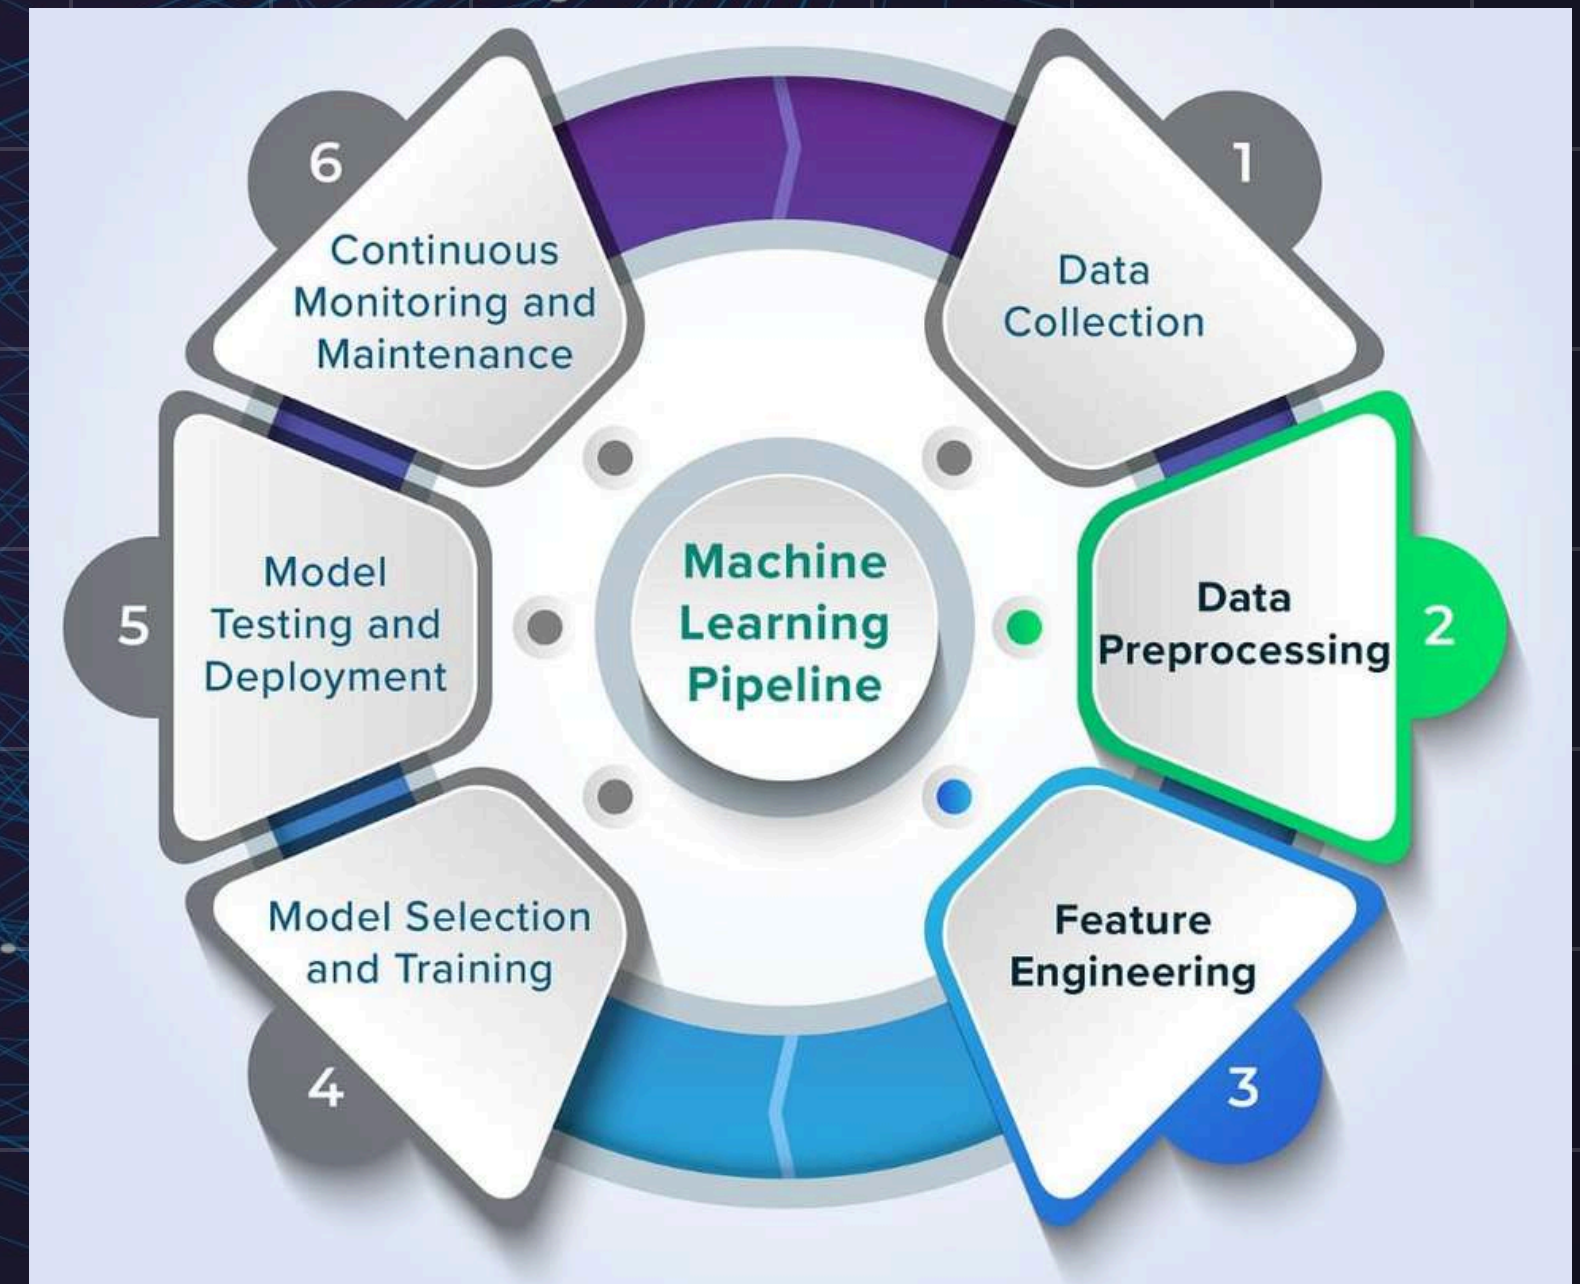 Machine
Learning
Pipeline
1
Data
Collection
2
Data
Preprocessing
3
Feature
Engineering
4
Model Selection
and Training
5
Model
Testing and
Deployment
6
Continuous
Monitoring and
Maintenance